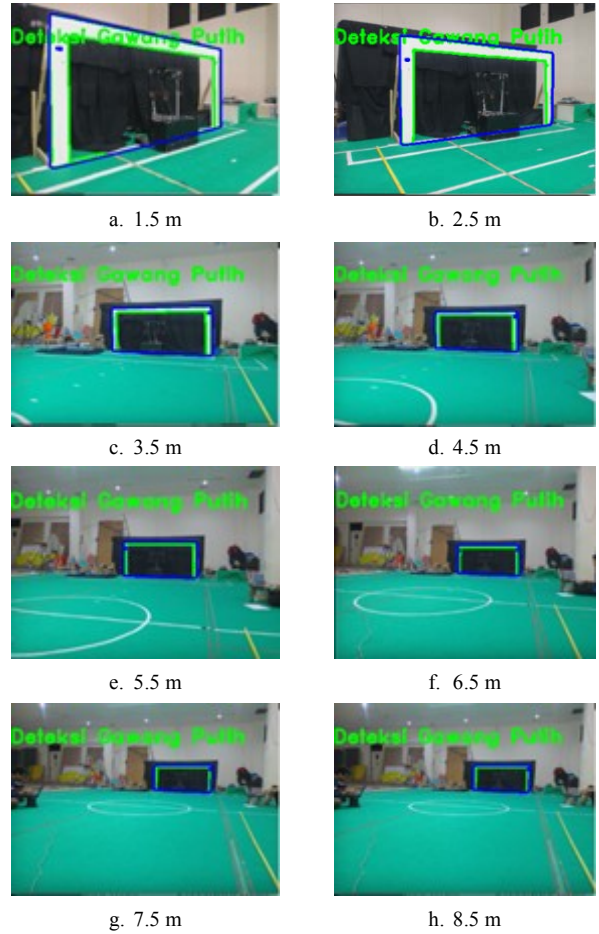 Deteksi Gawang Putih
Deteksi Gawang Putih
a. 1.5 m
b. 2.5 m
Deteksi Gawang Putih
Deteksi Gawang Putih
c. 3.5 m
d. 4.5 m
Deteksi Gawang Putih
Deteksi Gawang Putih
e. 5.5 m
f. 6.5 m
Deteksi Gawang Putih
Deteksi Gawang Putih
g. 7.5 m
h. 8.5 m